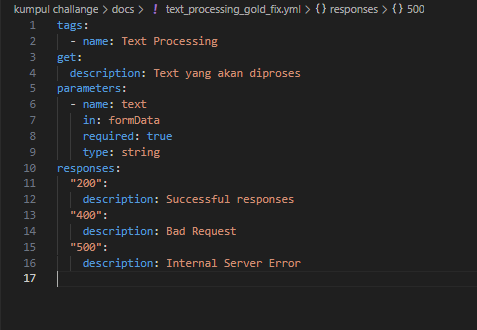 kumpul challange > docs > ! text_processing_gold_fix.yml > {} responses > {} 500
1 tags:
2   - name: Text Processing
3 get:
4   description: Text yang akan diproses
5 parameters:
6   - name: text
7     in: formData
8     required: true
9     type: string
10 responses:
11   "200":
12     description: Successful responses
13   "400":
14     description: Bad Request
15   "500":
16     description: Internal Server Error
17